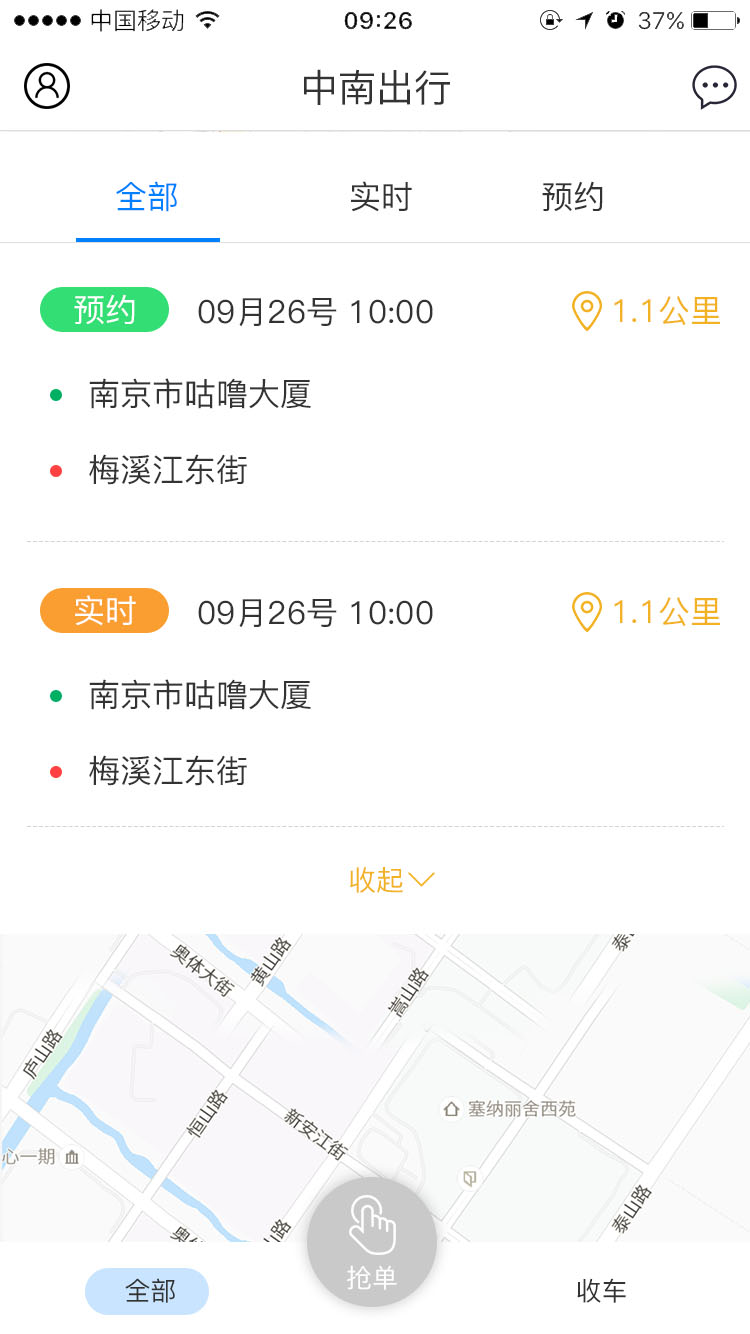 中国移动 09:26 37%
中南出行
全部 实时 预约
预约 09月26号 10:00 1.1公里
南京市咕噜大厦
梅溪江东街
实时 09月26号 10:00 1.1公里
南京市咕噜大厦
梅溪江东街
收起
奥体大街
黄山路
嵩山路
庐山路
恒山路
新安江街
塞纳丽舍西苑
心一期
泰山路
抢单
全部 收车